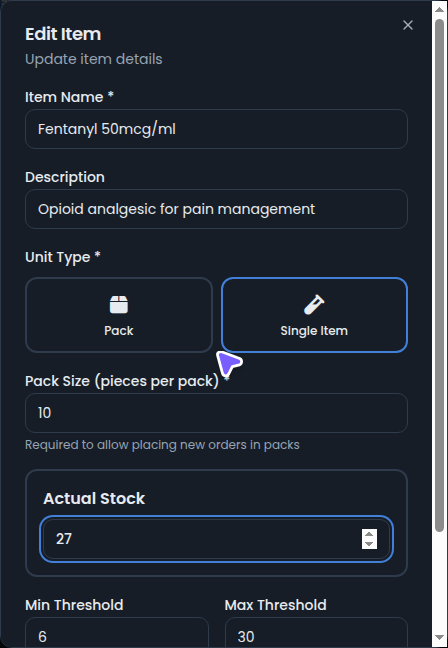 Edit Item
Update item details
Item Name *
Fentanyl 50mcg/ml
Description
Opioid analgesic for pain management
Unit Type *
Pack
Single Item
Pack Size (pieces per pack) *
10
Required to allow placing new orders in packs
Actual Stock
27
Min Threshold
Max Threshold
6
30